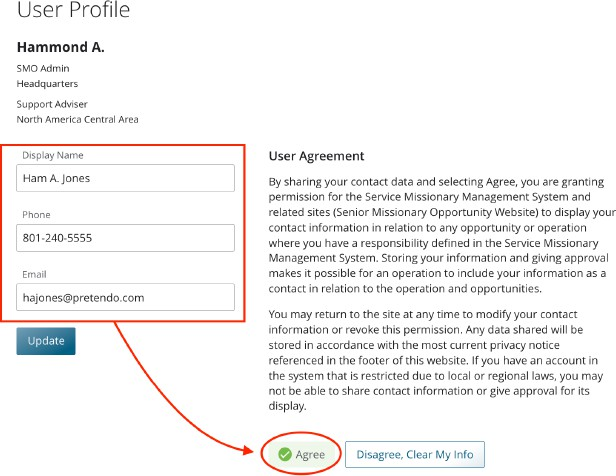 User Profile
Hammond A.
SMO Admin
Headquarters
Support Adviser
North America Central Area
Display Name
Ham A. Jones
Phone
801-240-5555
Email
hajones@pretendo.com
Update
User Agreement
By sharing your contact data and selecting Agree, you are granting
permission for the Service Missionary Management System and
related sites (Senior Missionary Opportunity Website) to display your
contact information in relation to any opportunity or operation
where you have a responsibility defined in the Service Missionary
Management System. Storing your information and giving approval
makes it possible for an operation to include your information as a
contact in relation to the operation and opportunities.
You may return to the site at any time to modify your contact
information or revoke this permission. Any data shared will be
stored in accordance with the most current privacy notice
referenced in the footer of this website. If you have an account in
the system that is restricted due to local or regional laws, you may
not be able to share contact information or give approval for its
display.
Agree
Disagree, Clear My Info